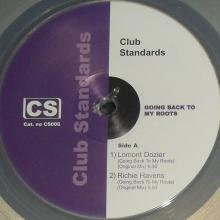 Club
Standards
CS
Cat. no CS006
Club Standards
GOING BACK TO
MY ROOTS
Side A
1) Lomont Dozier
(Going Back To My Roots)
(Original Mix)
2) Richie Havens
(Going Back To My Roots)
(Original Mix)